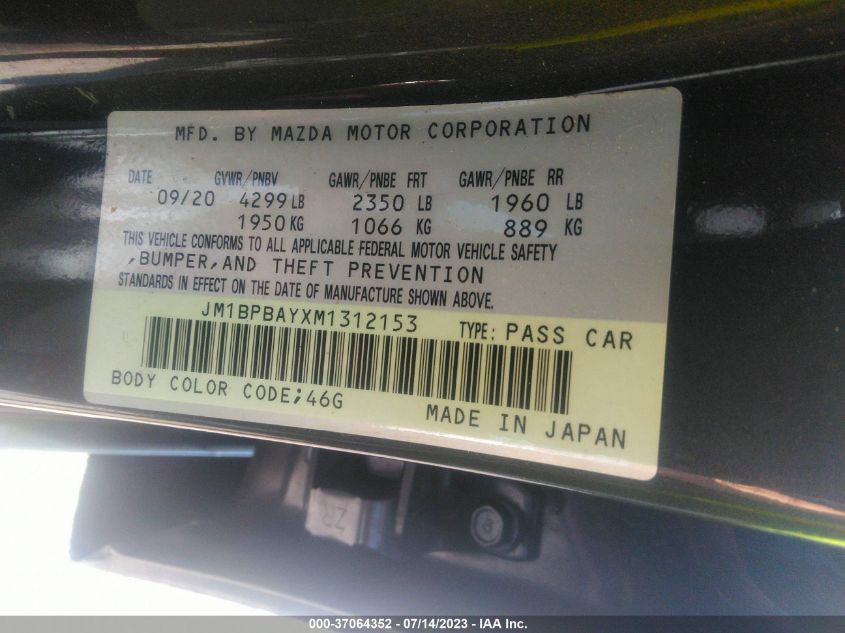 MFD. BY MAZDA MOTOR CORPORATION
DATE GVWR/PNBV GAWR/PNBE FRT GAWR/PNBE RR
09/20 4299 LB 2350 LB 1960 LB
1950 KG 1066 KG 889 KG
THIS VEHICLE CONFORMS TO ALL APPLICABLE FEDERAL MOTOR VEHICLE SAFETY
,BUMPER,AND THEFT PREVENTION
STANDARDS IN EFFECT ON THE DATE OF MANUFACTURE SHOWN ABOVE.
JM1BPBAYXM1312153 TYPE: PASS CAR
BODY COLOR CODE;46G
MADE IN JAPAN
ZR
8
000-37064352 - 07/14/2023 - IAA Inc.